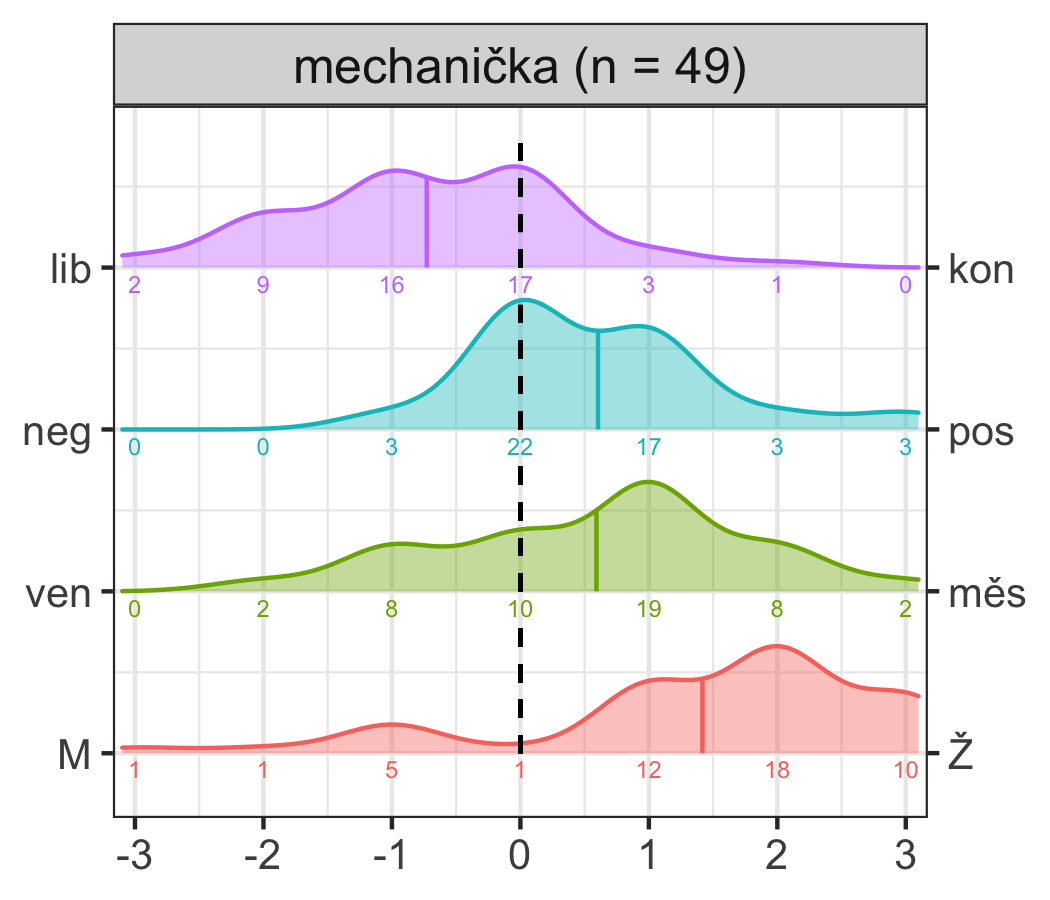 mechanička (n = 49)
lib kon
2 9 16 17 3 1 0
neg pos
0 0 3 22 17 3 3
ven měs
0 2 8 10 19 8 2
M Ž
1 1 5 1 12 18 10
-3 -2 -1 0 1 2 3